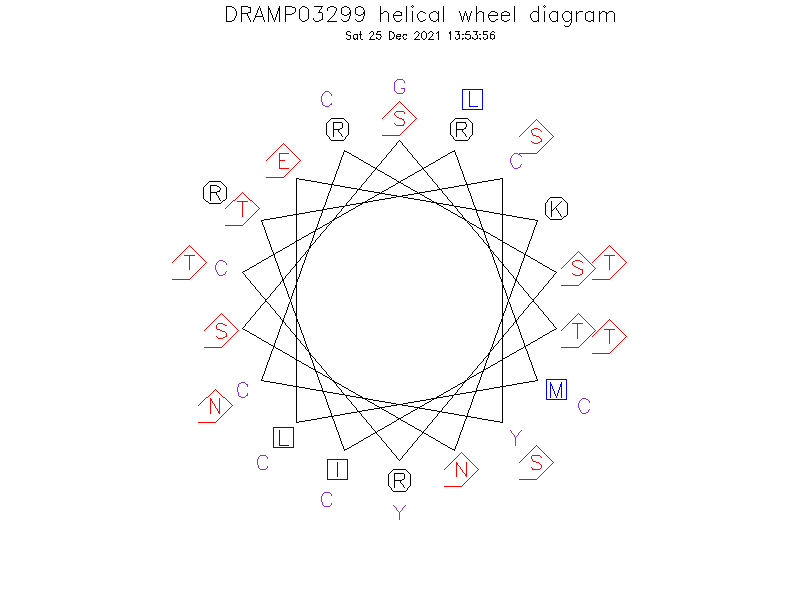 DRAMP03299 helical wheel diagram
Sat 25 Dec 2021 13:53:56
G
C L
S
R R S
E C
R T K
T C S T
S T T
C M
N C
L Y
C I N S
R
C Y